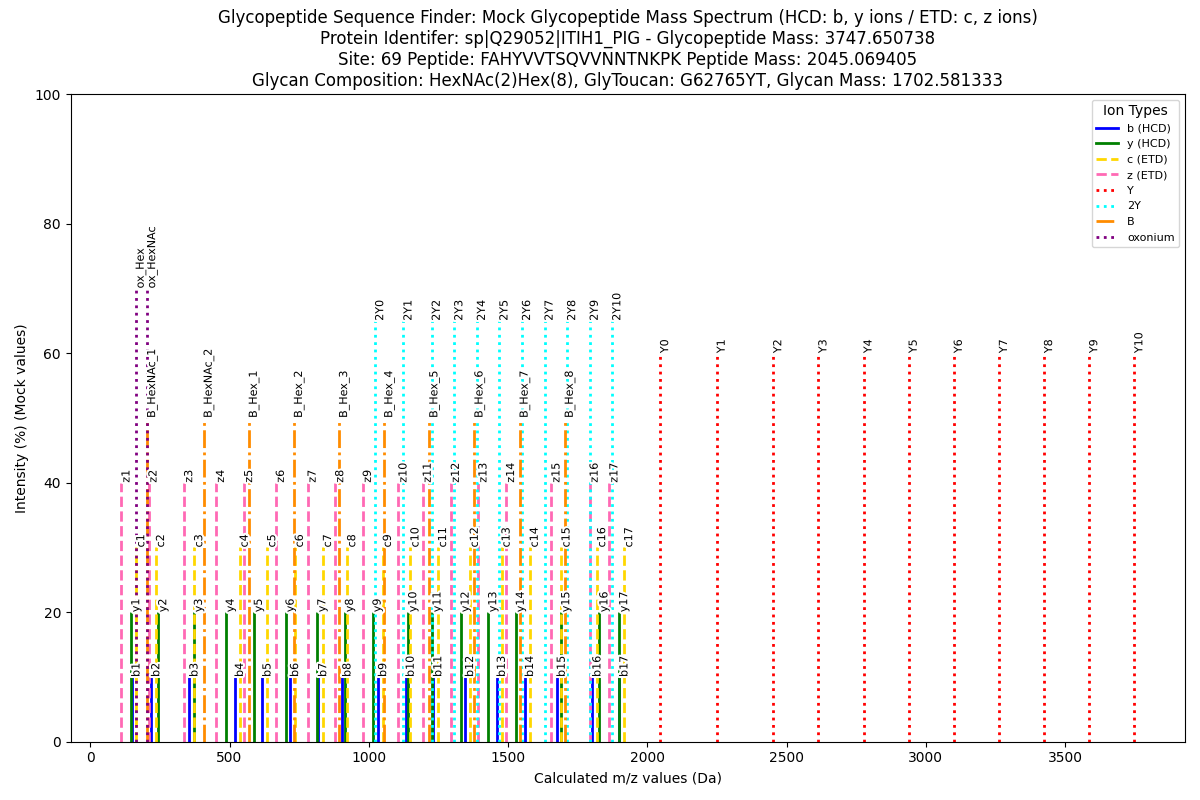 Glycopeptide Sequence Finder: Mock Glycopeptide Mass Spectrum (HCD: b, y ions / ETD: c, z ions)
Protein Identifer: sp|Q29052|ITIH1_PIG - Glycopeptide Mass: 3747.650738
Site: 69 Peptide: FAHYVVTSQVVNNTNKPK Peptide Mass: 2045.069405
Glycan Composition: HexNAc(2)Hex(8), GlyToucan: G62765YT, Glycan Mass: 1702.581333
Ion Types
b (HCD)
y (HCD)
c (ETD)
z (ETD)
Y
2Y
B
oxonium
Intensity (%) (Mock values)
100
80
60
40
20
0
ox_Hex
ox_HexNAc
2Y0 2Y1 2Y2 2Y3 2Y4 2Y5 2Y6 2Y7 2Y8 2Y9 2Y10
Y0 Y1 Y2 Y3 Y4 Y5 Y6 Y7 Y8 Y9 Y10
B_HexNAc_1 B_HexNAc_2 B_Hex_1 B_Hex_2 B_Hex_3 B_Hex_4 B_Hex_5 B_Hex_6 B_Hex_7 B_Hex_8
z1 z2 z3 z4 z5 z6 z7 z8 z9 z10 z11 z12 z13 z14 z15 z16 z17
c1 c2 c3 c4 c5 c6 c7 c8 c9 c10 c11 c12 c13 c14 c15 c16 c17
y1 y2 y3 y4 y5 y6 y7 y8 y9 y10 y11 y12 y13 y14 y15 y16 y17
b1 b2 b3 b4 b5 b6 b7 b8 b9 b10 b11 b12 b13 b14 b15 b16 b17
0 500 1000 1500 2000 2500 3000 3500
Calculated m/z values (Da)